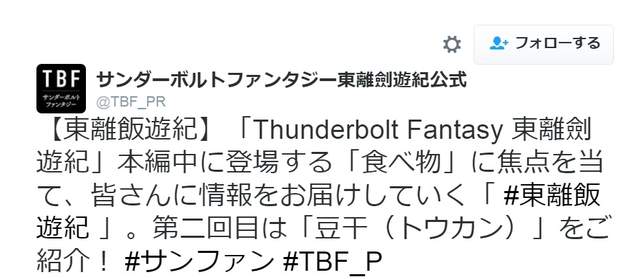 フォローする
TBF
サンダーボルト
ファンタジー
サンダーボルトファンタジー東離劍遊紀公式
@TBF_PR
【東離飯遊紀】「Thunderbolt Fantasy 東離劍
遊紀」本編中に登場する「食べ物」に焦点を当
て、皆さんに情報をお届けしていく「 #東離飯
遊紀 」。第二回目は「豆干（トウカン）」をご
紹介！ #サンファン #TBF_P